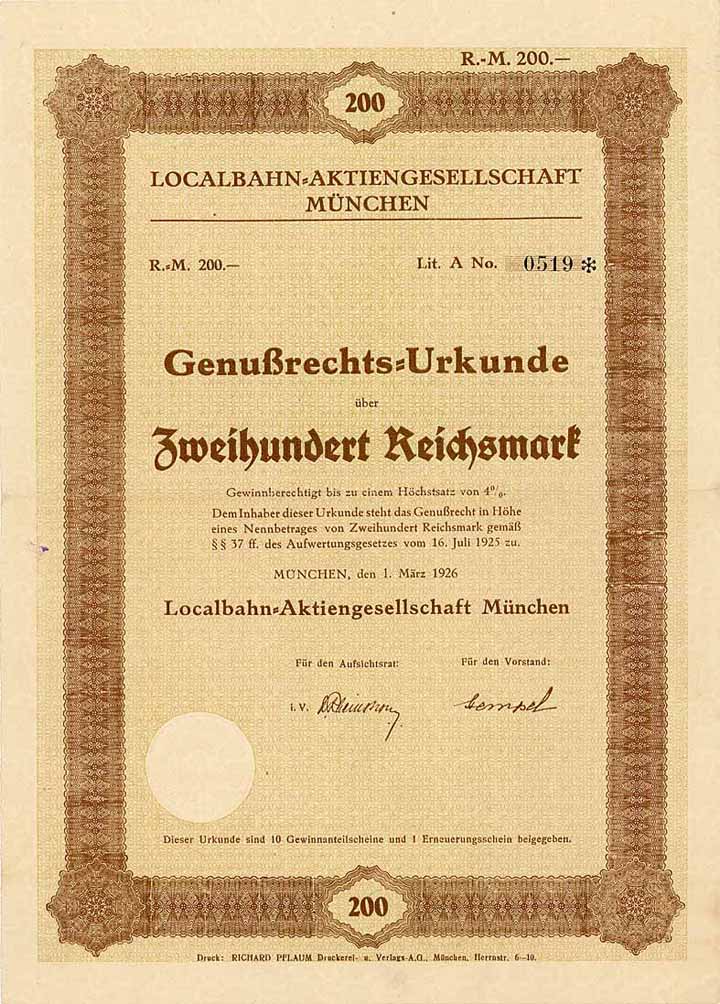 R.-M. 200.—
200
LOCALBAHN=AKTIENGESELLSCHAFT
MÜNCHEN
R.=M. 200.—
Lit. A No. 0519 ✻
Genußrechts=Urkunde
über
Zweihundert Reichsmark
Gewinnberechtigt bis zu einem Höchstsatz von 4%.
Dem Inhaber dieser Urkunde steht das Genußrecht in Höhe
eines Nennbetrages von Zweihundert Reichsmark gemäß
§§ 37 ff. des Aufwertungsgesetzes vom 16. Juli 1925 zu.
MÜNCHEN, den 1. März 1926
Localbahn=Aktiengesellschaft München
Für den Aufsichtsrat:
Für den Vorstand:
i. V.
Gempel
Dieser Urkunde sind 10 Gewinnanteilscheine und 1 Erneuerungsschein beigegeben.
200
Druck: RICHARD PFLAUM Druckerei- u. Verlags-A.G., München, Herrnstr. 6–10.